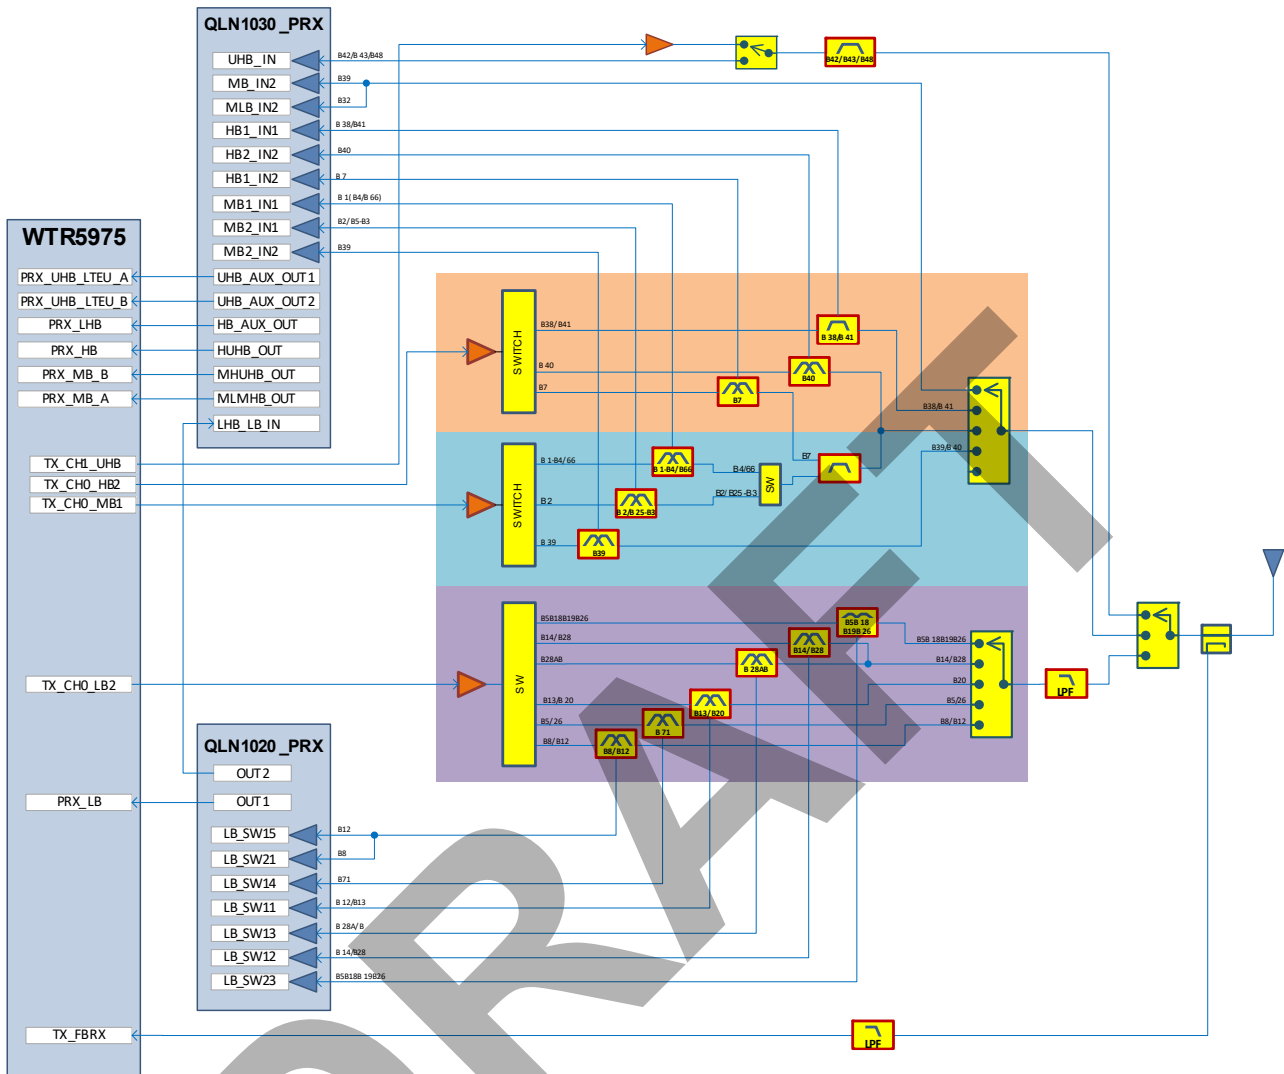 QLN1030_PRX
UHB_IN
B42/B 43/B48
MB_IN2
B39
MLB_IN2
B32
HB1_IN1
B 38/B41
HB2_IN2
B40
HB1_IN2
B 7
MB1_IN1
B 1( B4/B 66)
MB2_IN1
B2/ B5-B3
MB2_IN2
B39
B42/B43/B48
WTR5975
PRX_UHB_LTEU_A
UHB_AUX_OUT1
PRX_UHB_LTEU_B
UHB_AUX_OUT2
PRX_LHB
HB_AUX_OUT
PRX_HB
HUHB_OUT
PRX_MB_B
MHUHB_OUT
PRX_MB_A
MLMHB_OUT
LHB_LB_IN
TX_CH1_UHB
TX_CH0_HB2
TX_CH0_MB1
SWITCH
B38/B41
B 38/B 41
B 40
B40
B7
B7
B38/B 41
B39/B 40
SWITCH
B 1-B4/66
B 1-B4/B66
B4/66
B7
SW
B2
B 2/B 25-B3
B2/ B25 -B3
B 39
B39
TX_CH0_LB2
SW
B5B18B19B26
B5B 18
B19B 26
B5B 18B19B26
B14/B28
B14/B28
B14/B28
B28AB
B 28AB
B20
B13/B 20
B13/B20
B5/26
B5/26
B 71
B8/B12
B8/B12
B8/B12
LPF
QLN1020_PRX
OUT2
PRX_LB
OUT1
LB_SW15
B12
LB_SW21
B8
LB_SW14
B71
LB_SW11
B 12/B13
LB_SW13
B 28A/B
LB_SW12
B 14/B28
LB_SW23
B5B18B 19B26
TX_FBRX
LPF
DRAFT